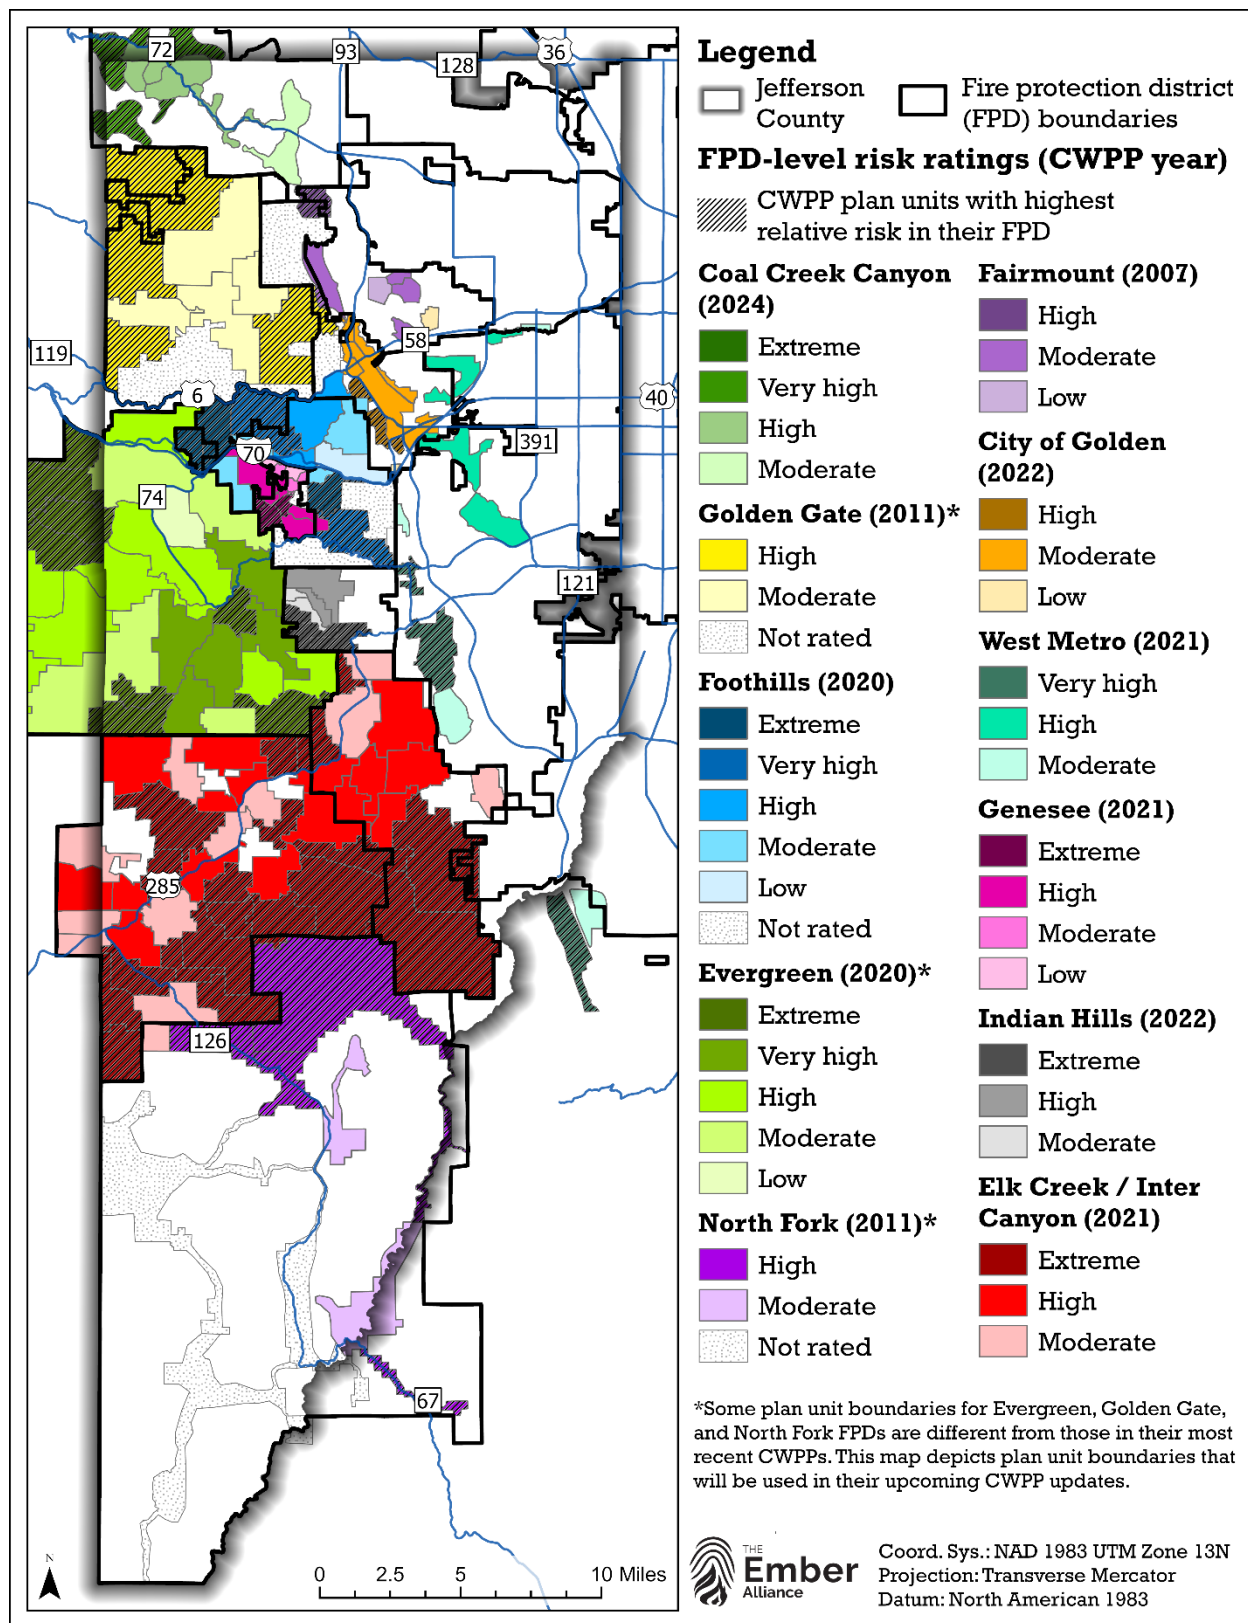 72
93
128
36
119
6
58
40
391
70
74
121
285
126
67
N
0 2.5 5 10 Miles
Legend
Jefferson
County
Fire protection district
(FPD) boundaries
FPD-level risk ratings (CWPP year)
CWPP plan units with highest
relative risk in their FPD
Coal Creek Canyon
(2024)
Extreme
Very high
High
Moderate
Golden Gate (2011)*
High
Moderate
Not rated
Foothills (2020)
Extreme
Very high
High
Moderate
Low
Not rated
Evergreen (2020)*
Extreme
Very high
High
Moderate
Low
North Fork (2011)*
High
Moderate
Not rated
Fairmount (2007)
High
Moderate
Low
City of Golden
(2022)
High
Moderate
Low
West Metro (2021)
Very high
High
Moderate
Genesee (2021)
Extreme
High
Moderate
Low
Indian Hills (2022)
Extreme
High
Moderate
Elk Creek / Inter
Canyon (2021)
Extreme
High
Moderate
*Some plan unit boundaries for Evergreen, Golden Gate,
and North Fork FPDs are different from those in their most
recent CWPPs. This map depicts plan unit boundaries that
will be used in their upcoming CWPP updates.
THE
Ember
Alliance
Coord. Sys.: NAD 1983 UTM Zone 13N
Projection: Transverse Mercator
Datum: North American 1983